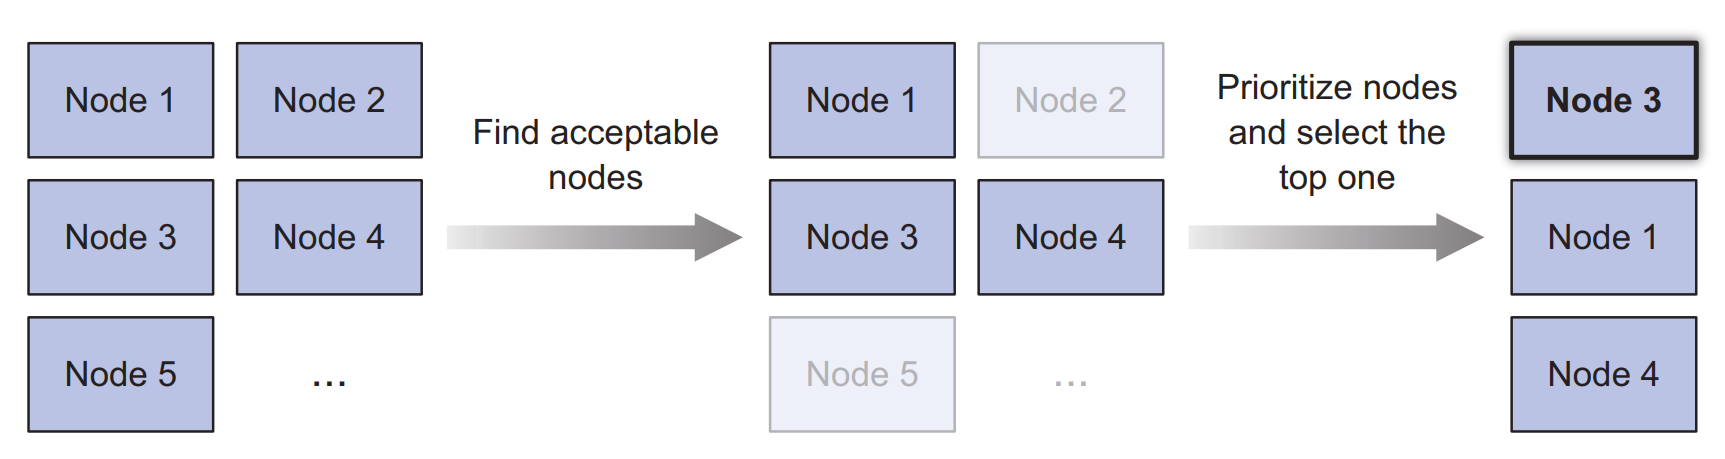 Node 1
Node 2
Node 3
Node 4
Node 5
...
Find acceptable
nodes
Node 1
Node 2
Node 3
Node 4
Node 5
...
Prioritize nodes
and select the
top one
Node 3
Node 1
Node 4